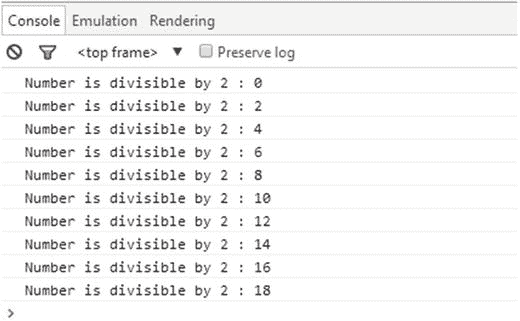 Console Emulation Rendering
<top frame> ▼ Preserve log
Number is divisible by 2 : 0
Number is divisible by 2 : 2
Number is divisible by 2 : 4
Number is divisible by 2 : 6
Number is divisible by 2 : 8
Number is divisible by 2 : 10
Number is divisible by 2 : 12
Number is divisible by 2 : 14
Number is divisible by 2 : 16
Number is divisible by 2 : 18
>